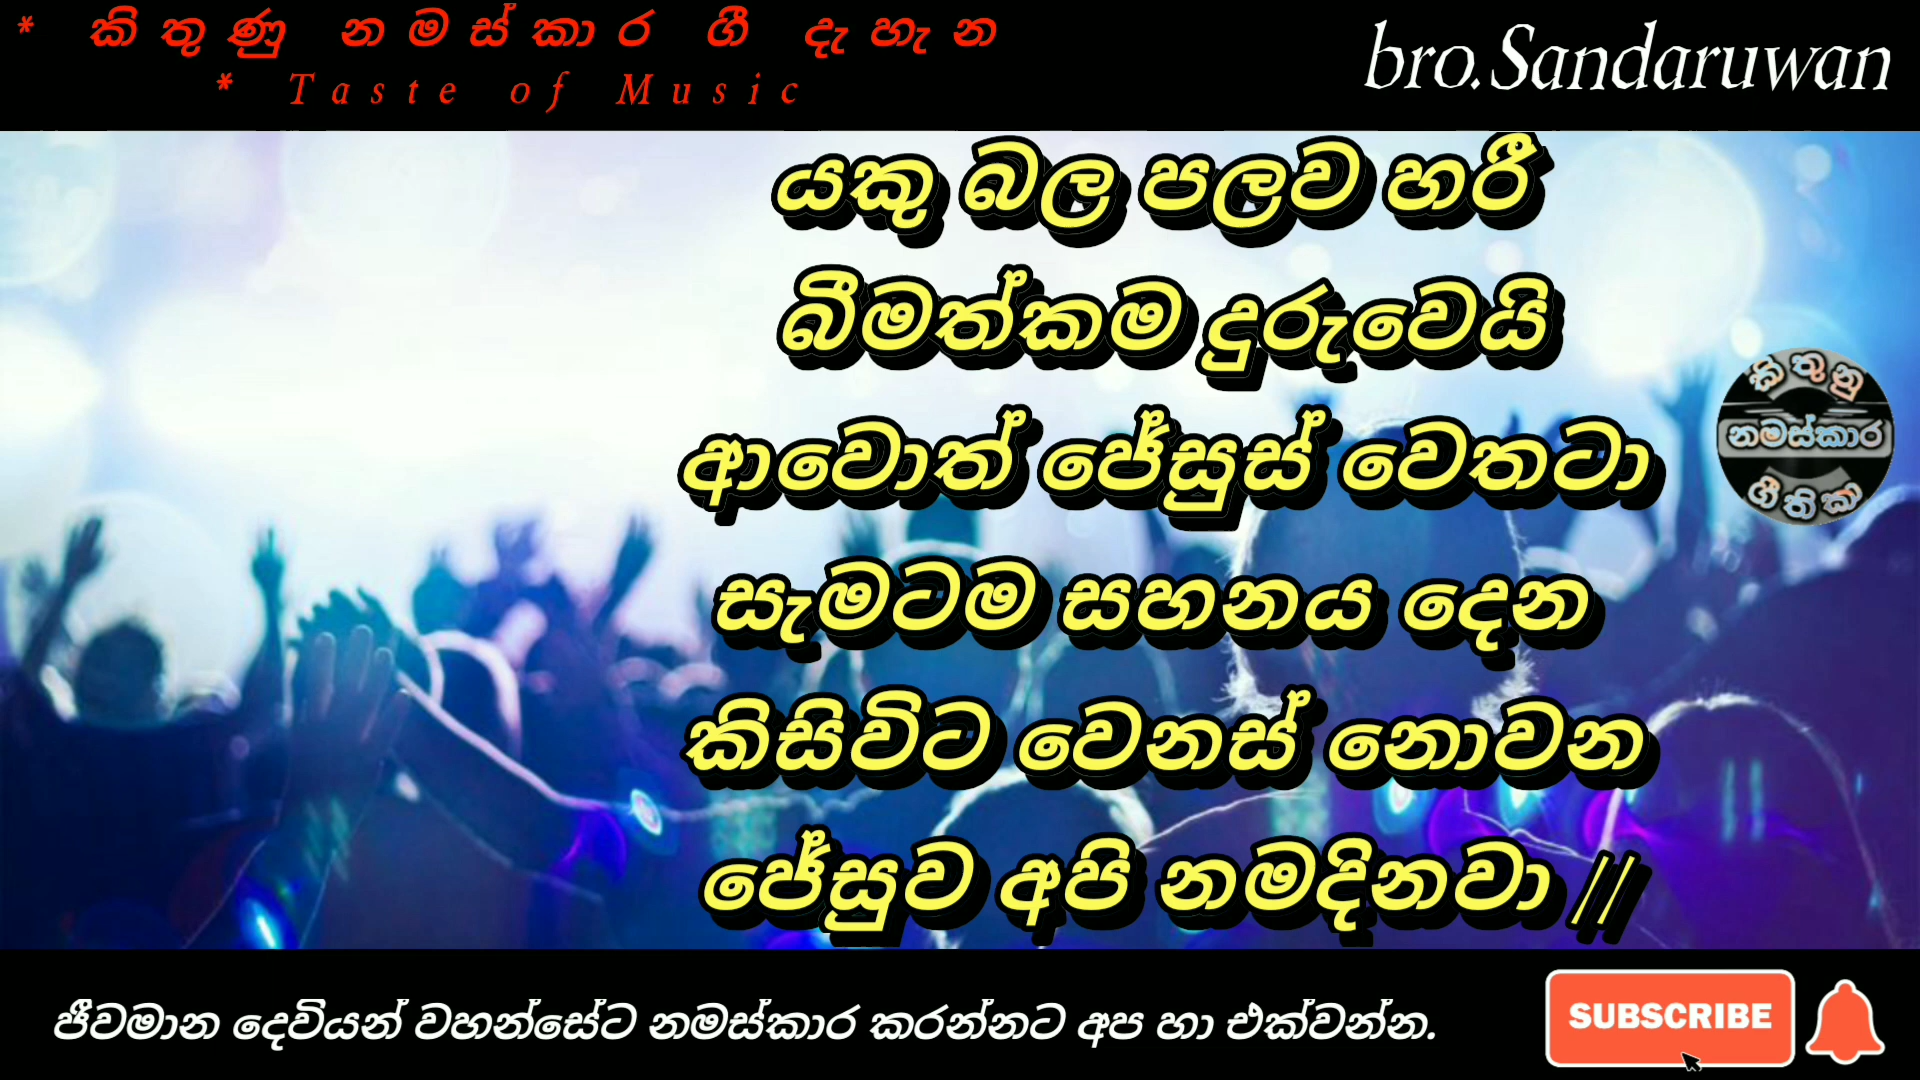 * කිතුණු නමස්කාර ගී දැහැන
* Taste of Music
bro.Sandaruwan
යකු බල පලව හරී
බීමත්කම දුරුවෙයි
ආවොත් ජේසුස් වෙතටා
සැමටම සහනය දෙන
කිසිවිට වෙනස් නොවන
ජේසුව අපි නමදිනවා //
කිතුනු
නමස්කාර
ගීතිකා
ජීවමාන දෙවියන් වහන්සේට නමස්කාර කරන්නට අප හා එක්වන්න.
SUBSCRIBE